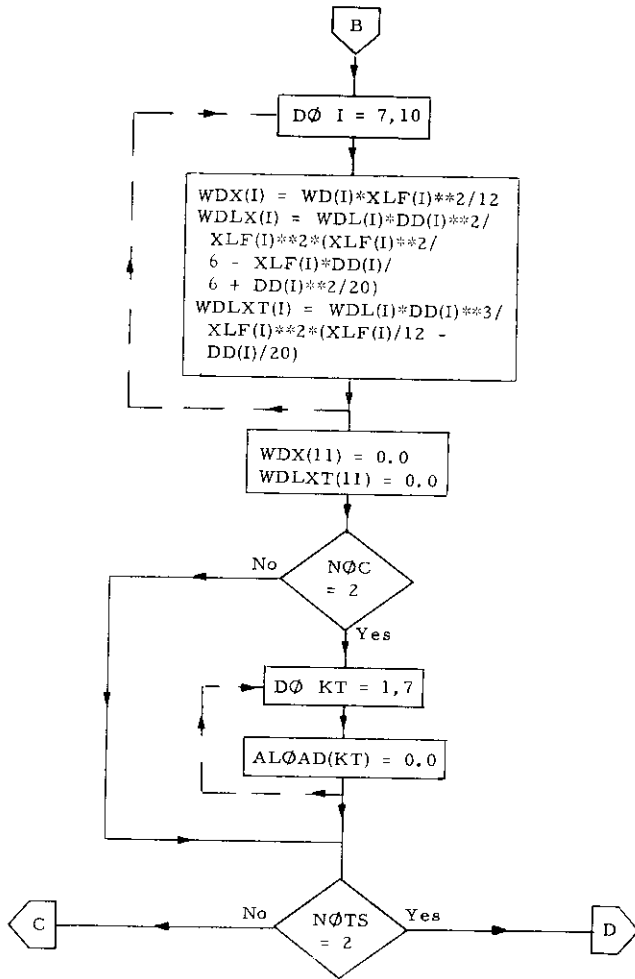 B
DØ I = 7,10
WDX(I) = WD(I)*XLF(I)**2/12
WDLX(I) = WDL(I)*DD(I)**2/
XLF(I)**2*(XLF(I)**2/
6 - XLF(I)*DD(I)/
6 + DD(I)**2/20)
WDLXT(I) = WDL(I)*DD(I)**3/
XLF(I)**2*(XLF(I)/12 -
DD(I)/20)
WDX(11) = 0.0
WDLXT(11) = 0.0
No
NØC
= 2
Yes
DØ KT = 1,7
ALØAD(KT) = 0.0
C
No
NØTS
= 2
Yes
D